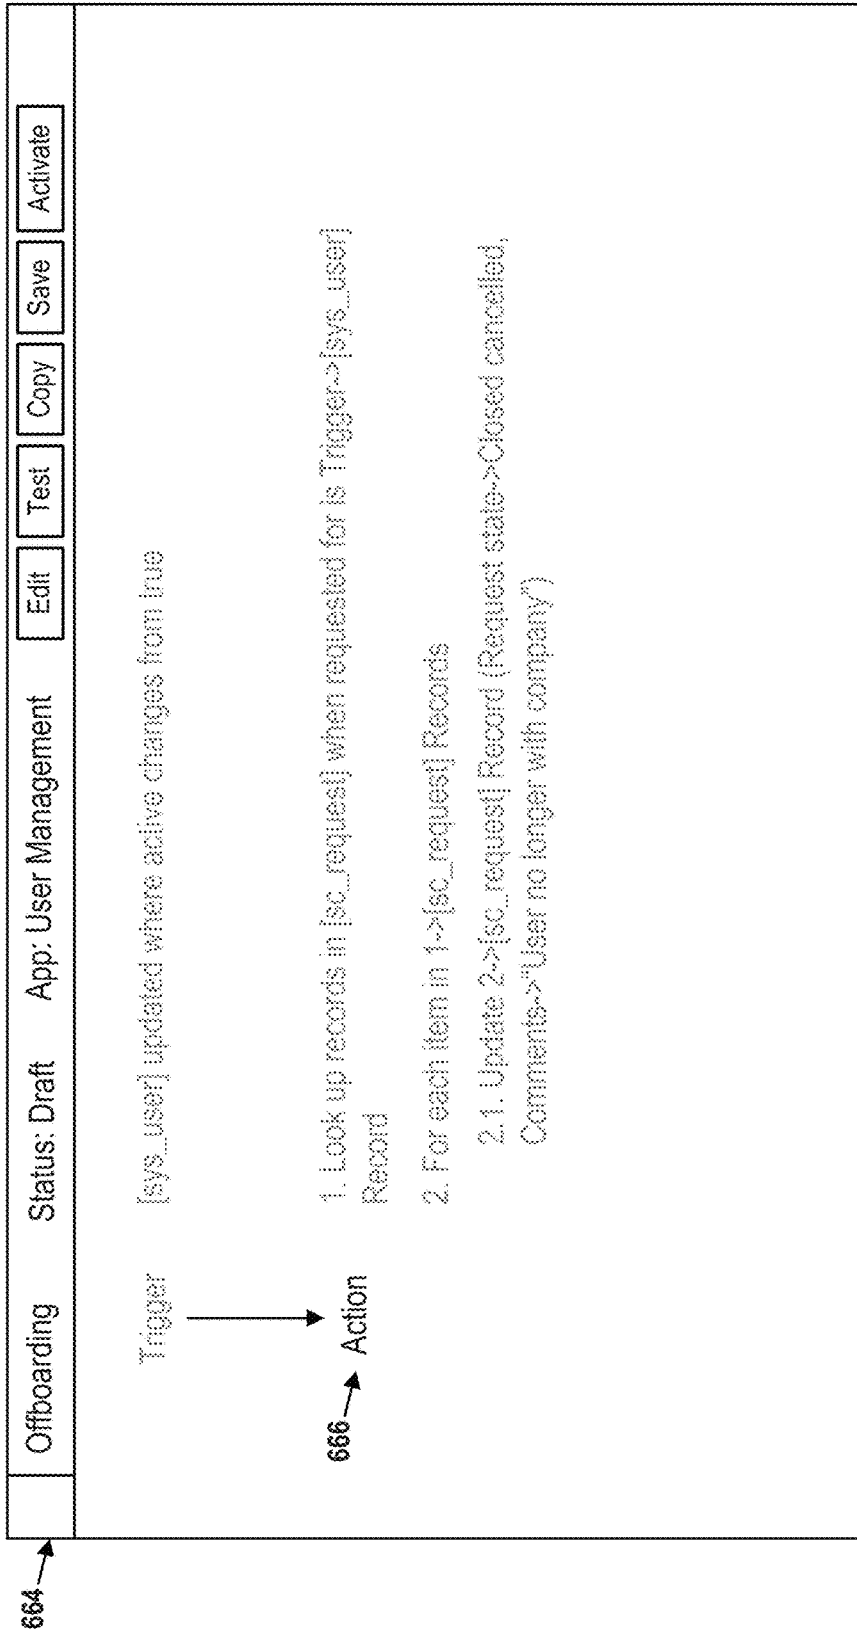 664
Offboarding Status: Draft App: User Management Edit Test Copy Save Activate
Trigger [sys_user] updated where active changes from true
666 Action 1. Look up records in [sc_request] when requested for is Trigger->[sys_user]
Record
2. For each item in 1->[sc_request] Records
2.1. Update 2->[sc_request] Record (Request state->Closed cancelled,
Comments->"User no longer with company")